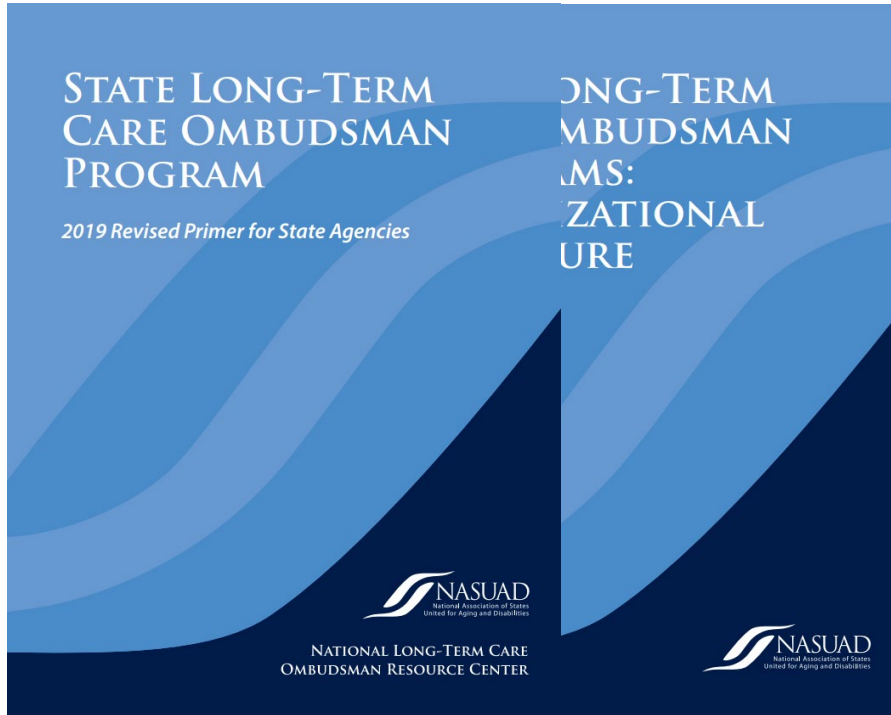 STATE LONG-TERM
CARE OMBUDSMAN
PROGRAM
2019 Revised Primer for State Agencies
NASUAD
National Association of States
United for Aging and Disabilities
NATIONAL LONG-TERM CARE
OMBUDSMAN RESOURCE CENTER
ONG-TERM
MBUDSMAN
AMS:
IZATIONAL
URE
NASUAD
National Association of States
United for Aging and Disabilities